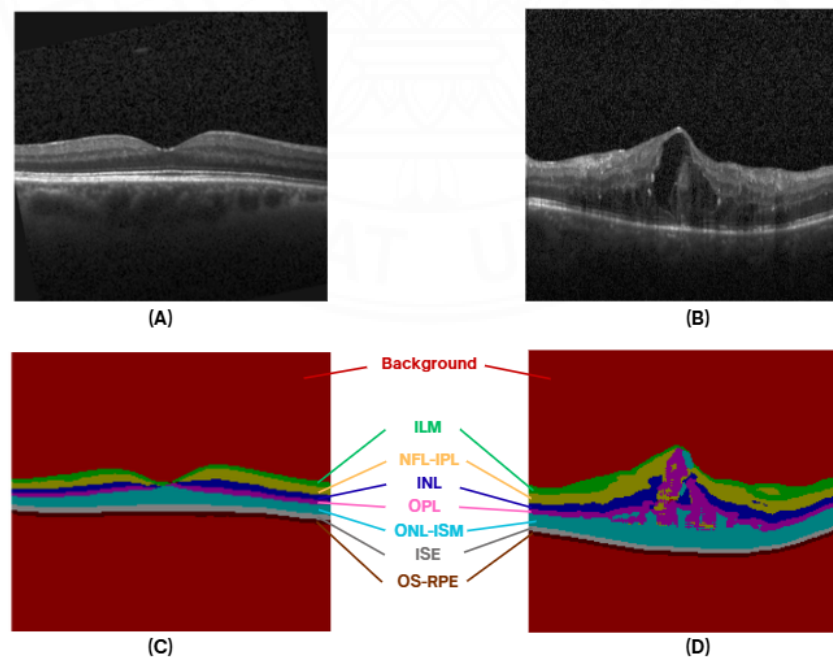 (A)
(B)
Background
ILM
NFL-IPL
INL
OPL
ONL-ISM
ISE
OS-RPE
(C)
(D)